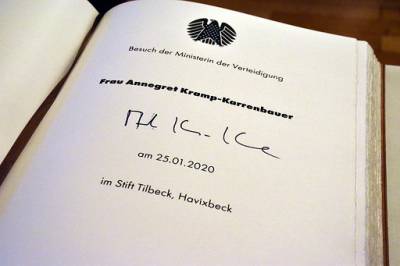 Besuch der Ministerin der Verteidigung
Frau Annegret Kramp-Karrenbauer
am 25.01.2020
im Stift Tilbeck, Havixbeck